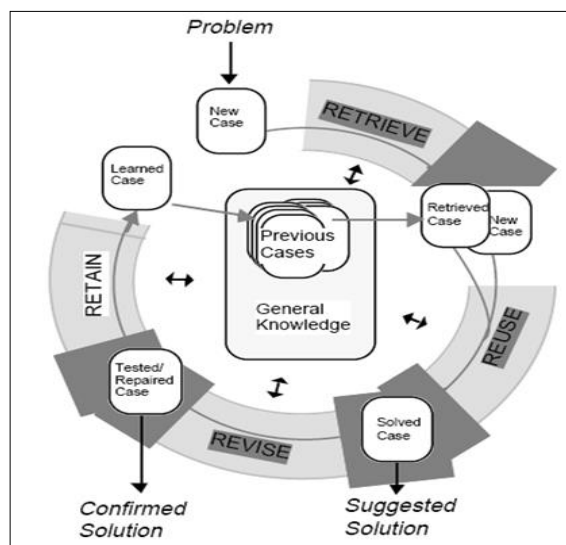 Problem
New
Case
RETRIEVE
Learned
Case
Retrieved
Case
New
Case
Previous
Cases
General
Knowledge
RETAIN
REUSE
Tested/
Repaired
Case
Solved
Case
REVISE
Confirmed
Solution
Suggested
Solution